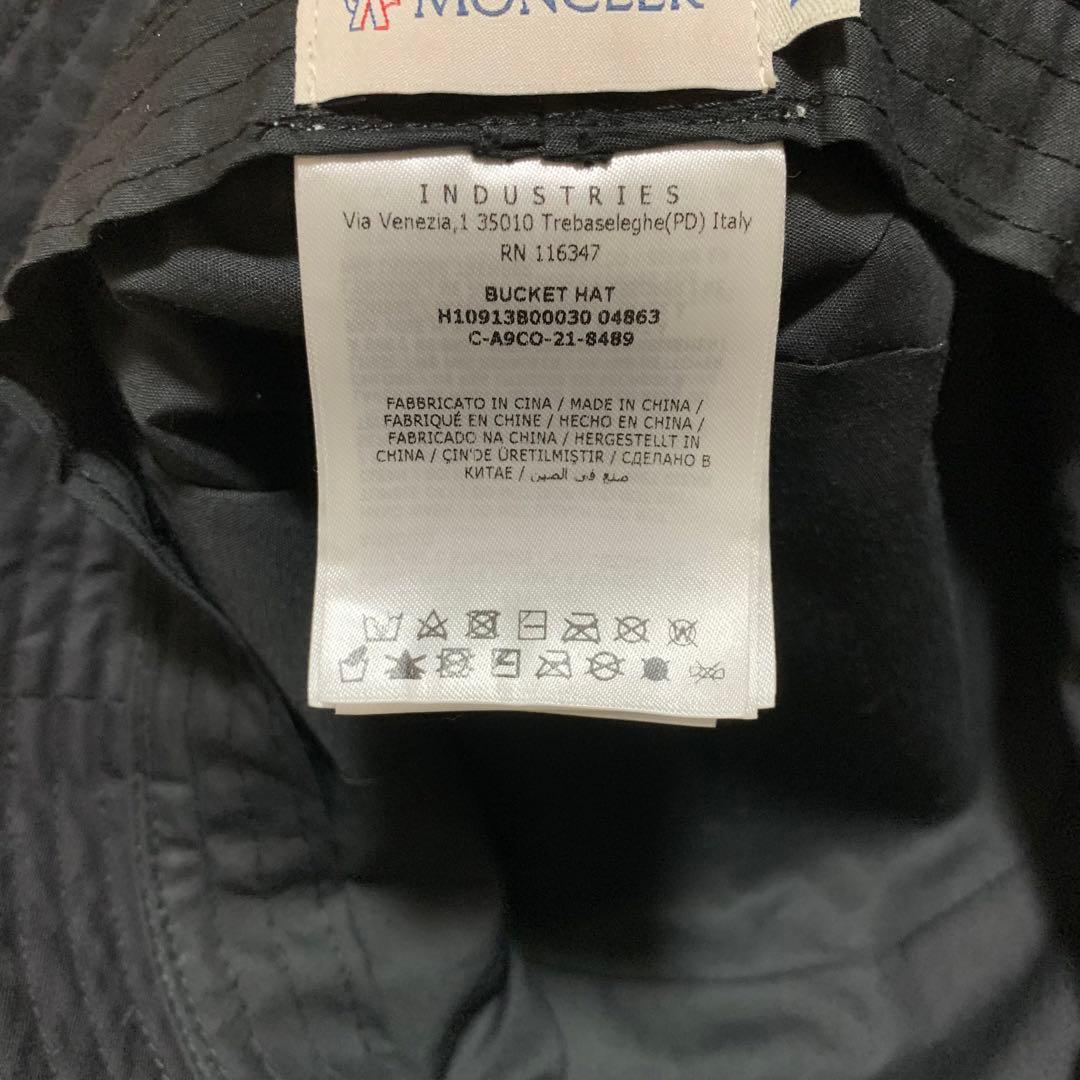 MONCLER
INDUSTRIES
Via Venezia,1 35010 Trebaseleghe(PD) Italy
RN 116347
BUCKET HAT
H10913B00030 04863
C-A9CO-21-8489
FABBRICATO IN CINA / MADE IN CHINA /
FABRIQUÉ EN CHINE / HECHO EN CHINA /
FABRICADO NA CHINA / HERGESTELLT IN
CHINA / ÇIN'DE ÜRETILMIŞTIR / СДЕЛАНО В
КИТАЕ / صنع في الصين